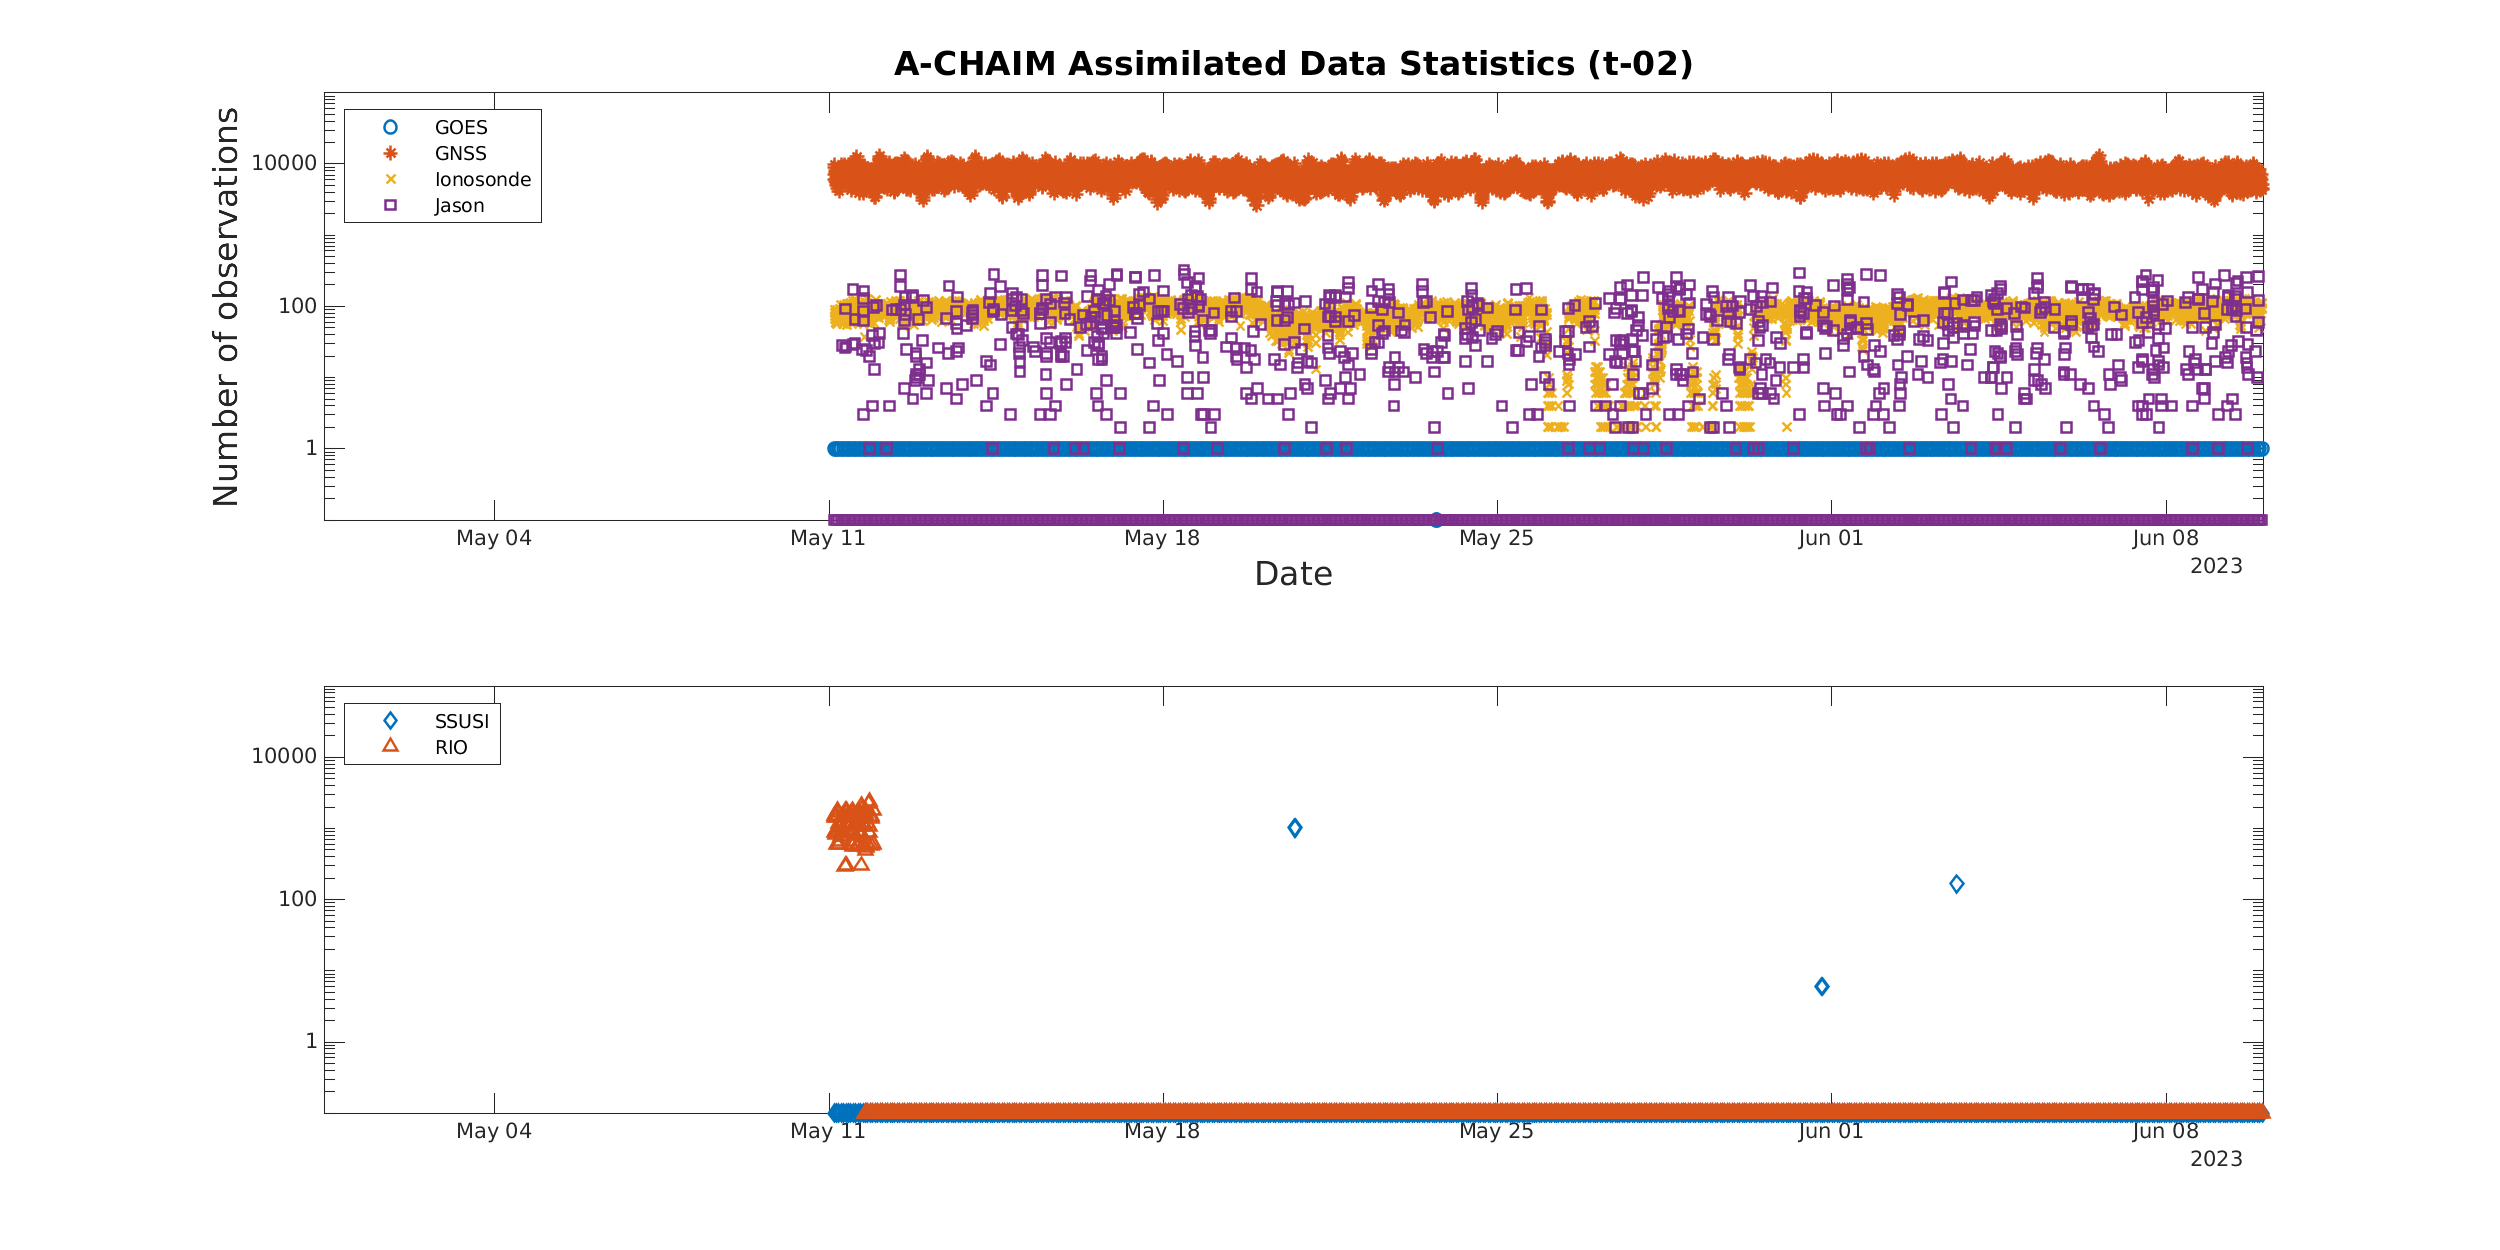 A-CHAIM Assimilated Data Statistics (t-02)
Number of observations
GOES
GNSS
Ionosonde
Jason
10000
100
1
May 04
May 11
May 18
May 25
Jun 01
Jun 08
2023
Date
SSUSI
RIO
10000
100
1
May 04
May 11
May 18
May 25
Jun 01
Jun 08
2023